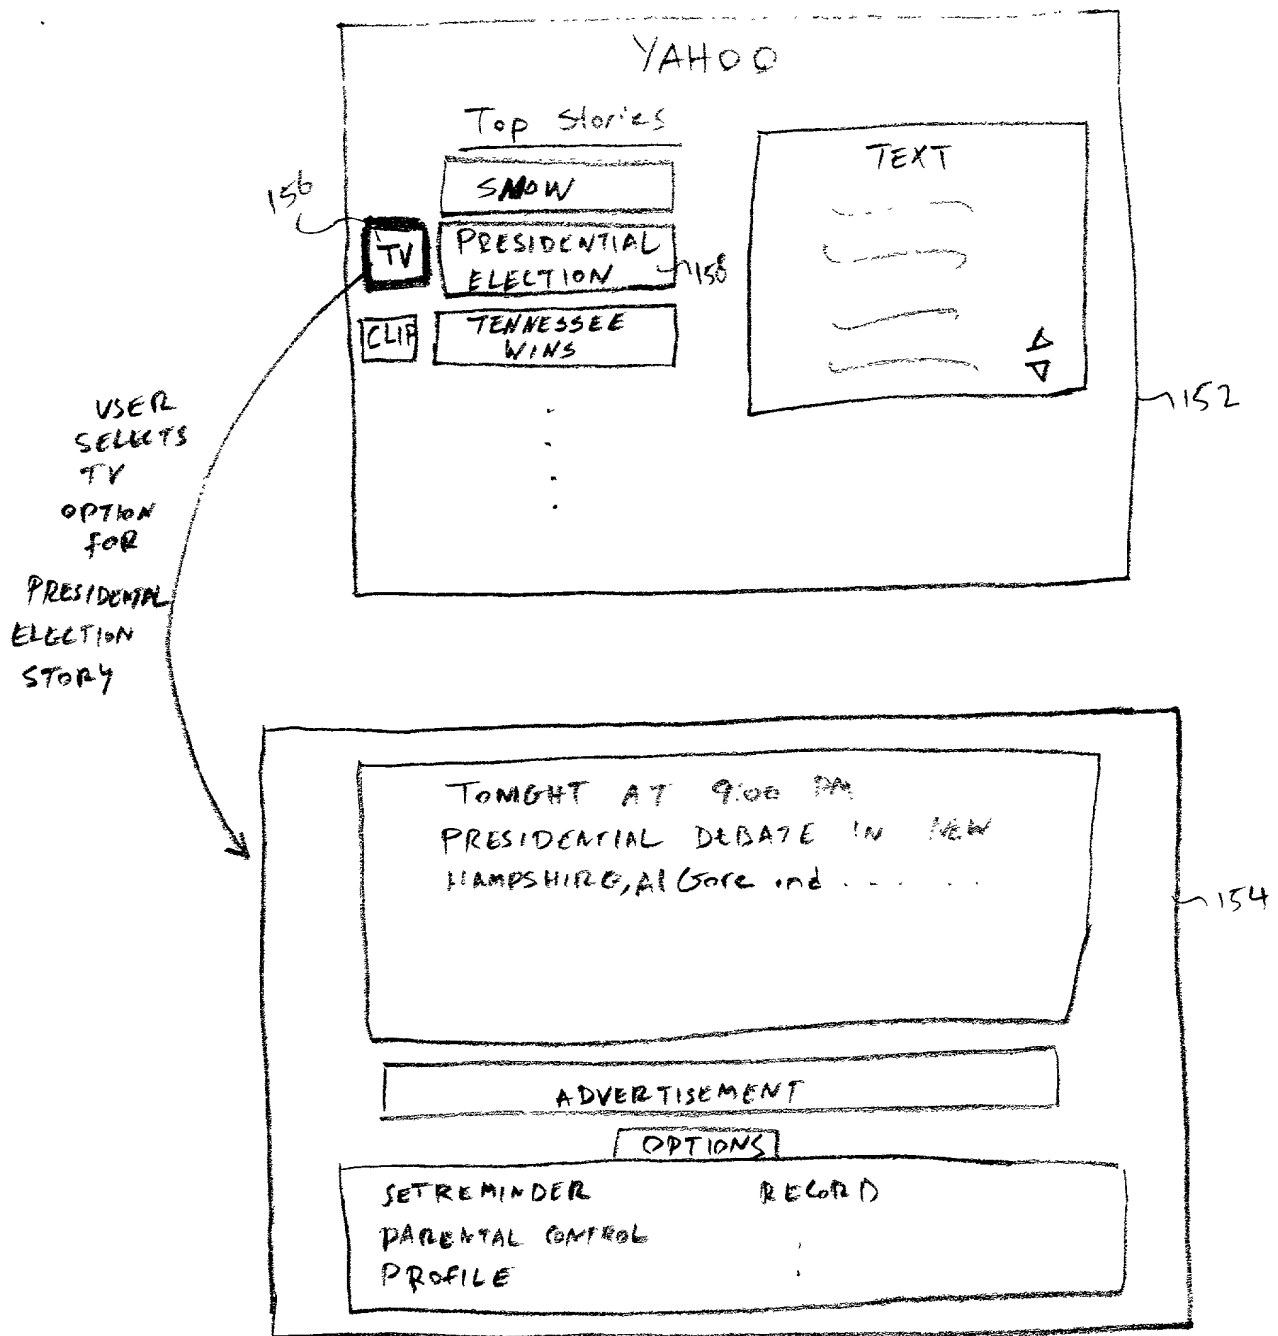 YAHOO
Top Stories
TEXT
SNOW
156
TV
PRESIDENTIAL
ELECTION
158
CLIP
TENNESSEE
WINS
152
USER
SELECTS
TV
OPTION
FOR
PRESIDENTIAL
ELECTION
STORY
TONIGHT AT 9:00 PM
PRESIDENTIAL DEBATE IN NEW
HAMPSHIRE, Al Gore and . . . . .
154
ADVERTISEMENT
OPTIONS
SET REMINDER RECORD
PARENTAL CONTROL
PROFILE